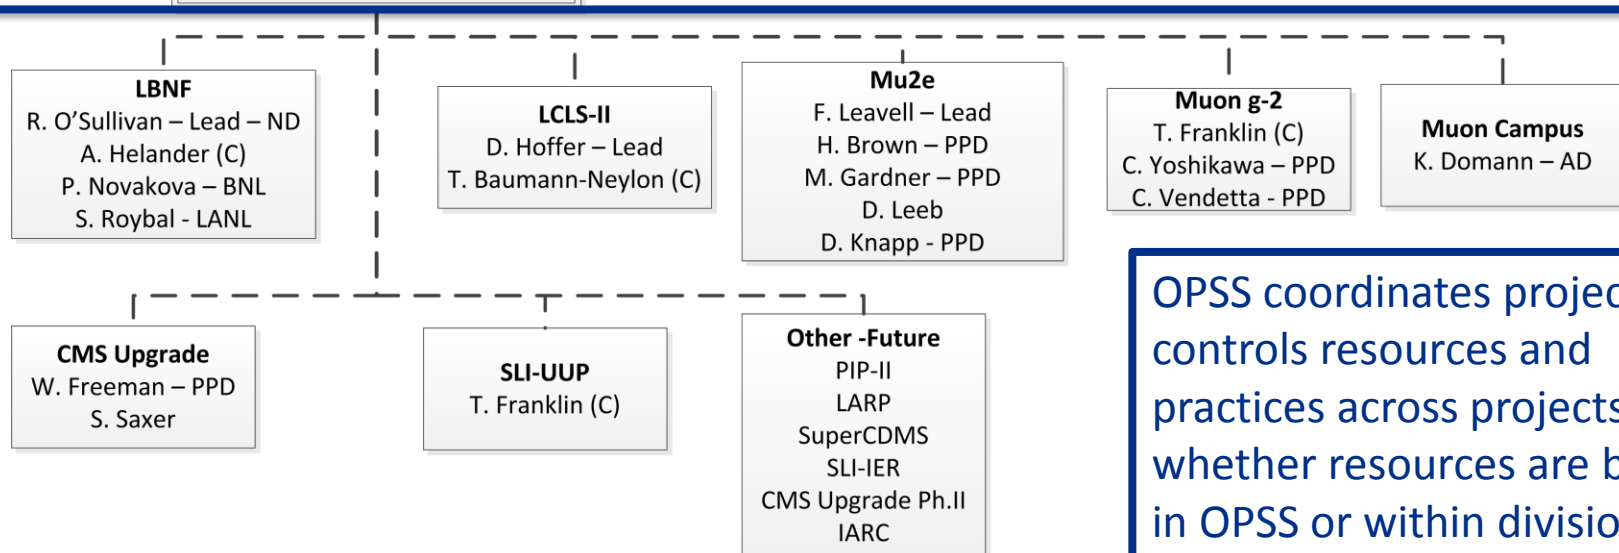 LBNF
R. O'Sullivan – Lead – ND
A. Helander (C)
P. Novakova – BNL
S. Roybal - LANL
LCLS-II
D. Hoffer – Lead
T. Baumann-Neylon (C)
Mu2e
F. Leavell – Lead
H. Brown – PPD
M. Gardner – PPD
D. Leeb
D. Knapp - PPD
Muon g-2
T. Franklin (C)
C. Yoshikawa – PPD
C. Vendetta - PPD
Muon Campus
K. Domann – AD
CMS Upgrade
W. Freeman – PPD
S. Saxer
SLI-UUP
T. Franklin (C)
Other -Future
PIP-II
LARP
SuperCDMS
SLI-IER
CMS Upgrade Ph.II
IARC
OPSS coordinates
controls resources and
practices across projects
whether resources are
in OPSS or within